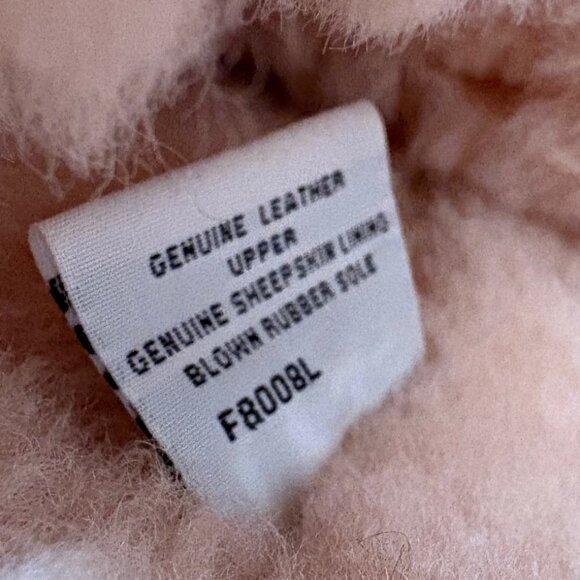 GENUINE LEATHER
UPPER
GENUINE SHEEPSKIN LINING
BLOWN RUBBER SOLE
F8008L